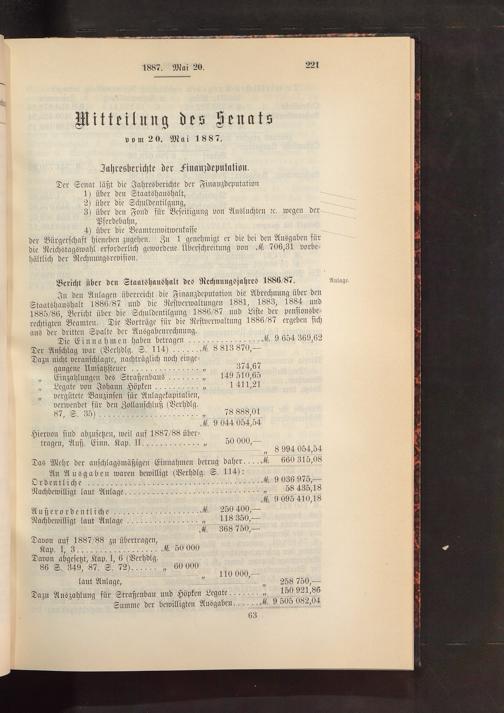 1887. Mai 20.
221
Mitteilung des Senats
vom 20. Mai 1887.
Jahresberichte der Finanzdeputation.
Der Senat läßt die Jahresberichte der Finanzdeputation
1) über den Staatshaushalt,
2) über die Schuldentilgung,
3) über den Fond für Beseitigung von Ausluchten ꝛc. wegen der
Pferdebahn,
4) über die Beamtenwitwenkasse
der Bürgerschaft hieneben zugehen. Zu 1 genehmigt er die bei den Ausgaben für
die Reichstagswahl erforderlich gewordene Überschreitung von ℳ 706,31 vorbe-
hältlich der Rechnungsrevision.
Bericht über den Staatshaushalt des Rechnungsjahres 1886/87.
Anlage.
In den Anlagen überreicht die Finanzdeputation die Abrechnung über den
Staatshaushalt 1886/87 und die Restverwaltungen 1881, 1883, 1884 und
1885/86, Bericht über die Schuldentilgung 1886/87 und Liste der pensionsbe-
rechtigten Beamten. Die Vorträge für die Restverwaltung 1886/87 ergeben sich
aus der dritten Spalte der Ausgabenrechnung.
Die Einnahmen haben betragen ℳ 9 654 369,62
Der Anschlag war (Verhdlg. S. 114) ℳ 8 813 870,—
Dazu nicht veranschlagte, nachträglich noch einge-
gangene Umsatzsteuer „ 374,67
„ Einzahlungen des Straßenbaus „ 149 510,65
„ Legate von Johann Höpken „ 1 411,21
„ vergütete Bauzinsen für Anlagekapitalien,
verwendet für den Zollanschluß (Verhdlg.
87, S. 35) „ 78 888,01
ℳ 9 044 054,54
Hiervon sind abzusetzen, weil auf 1887/88 über-
tragen, Auß. Einn. Kap. II „ 50 000,—
„ 8 994 054,54
Das Mehr der anschlagsmäßigen Einnahmen betrug daher ℳ 660 315,08
An Ausgaben waren bewilligt (Verhdlg. S. 114):
Ordentliche ℳ 9 036 975,—
Nachbewilligt laut Anlage „ 58 435,18
ℳ 9 095 410,18
Außerordentliche ℳ 250 400,—
Nachbewilligt laut Anlage „ 118 350,—
ℳ 368 750,—
Davon auf 1887/88 zu übertragen,
Kap. I, 3 ℳ 50 000
Davon abgesetzt, Kap. I, 6 (Verhdlg.
86 S. 349, 87. S. 72) „ 60 000
„ 110 000,—
laut Anlage, „ 258 750,—
Dazu Auszahlung für Straßenbau und Höpken Legate „ 150 921,86
Summe der bewilligten Ausgaben ℳ 9 505 082,04
63